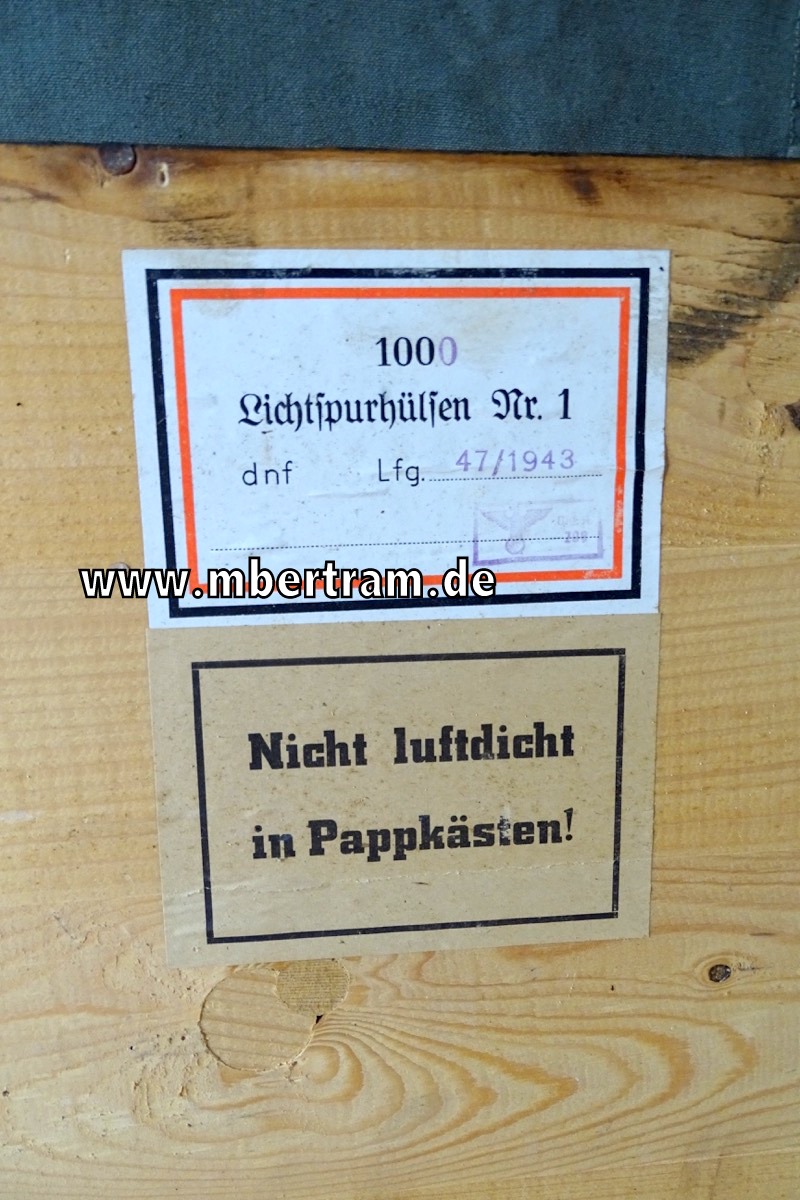 1000
Lichtspurhülsen Nr. 1
dnf Lfg. 47/1943
www.mbertram.de
Nicht luftdicht
in Pappkästen!